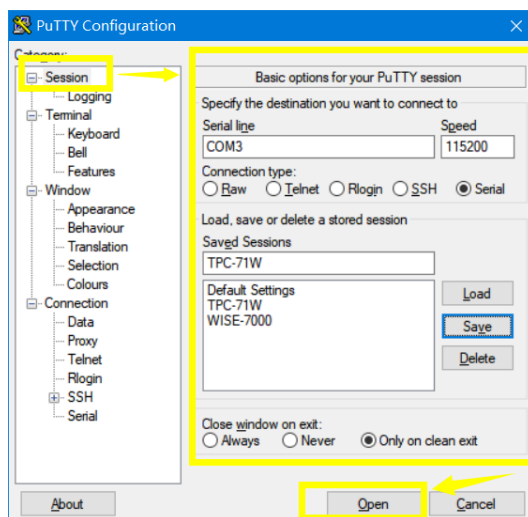 PuTTY Configuration
Category:
Session
Logging
Terminal
Keyboard
Bell
Features
Window
Appearance
Behaviour
Translation
Selection
Colours
Connection
Data
Proxy
Telnet
Rlogin
SSH
Serial
Basic options for your PuTTY session
Specify the destination you want to connect to
Serial line Speed
COM3 115200
Connection type:
Raw Telnet Rlogin SSH Serial
Load, save or delete a stored session
Saved Sessions
TPC-71W
Default Settings
TPC-71W
WISE-7000
Load
Save
Delete
Close window on exit:
Always Never Only on clean exit
About Open Cancel